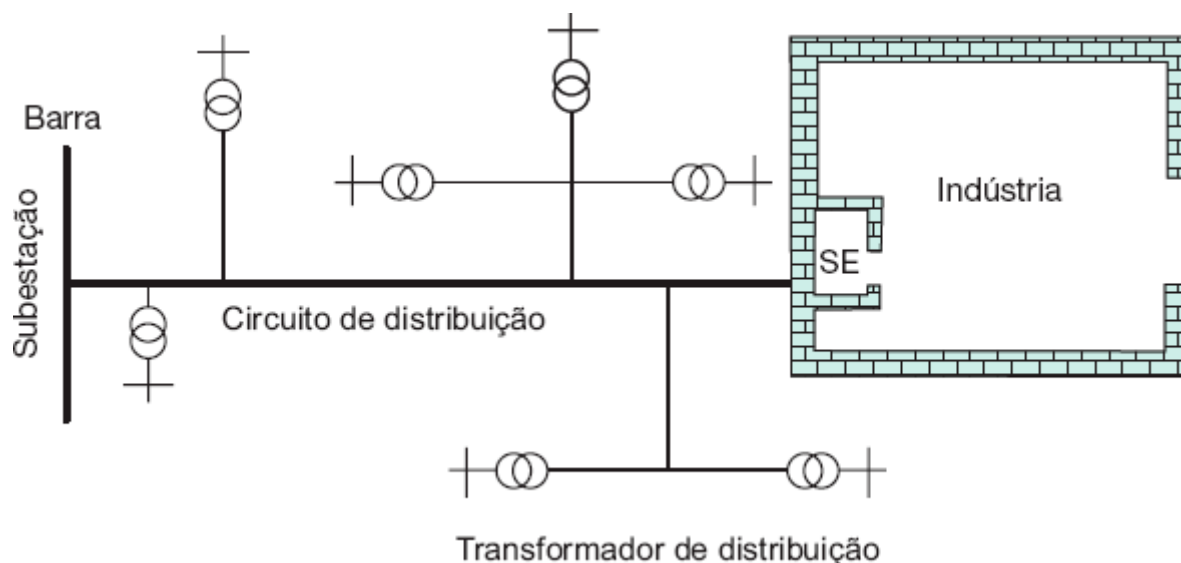 Barra
Subestação
Indústria
SE
Circuito de distribuição
Transformador de distribuição